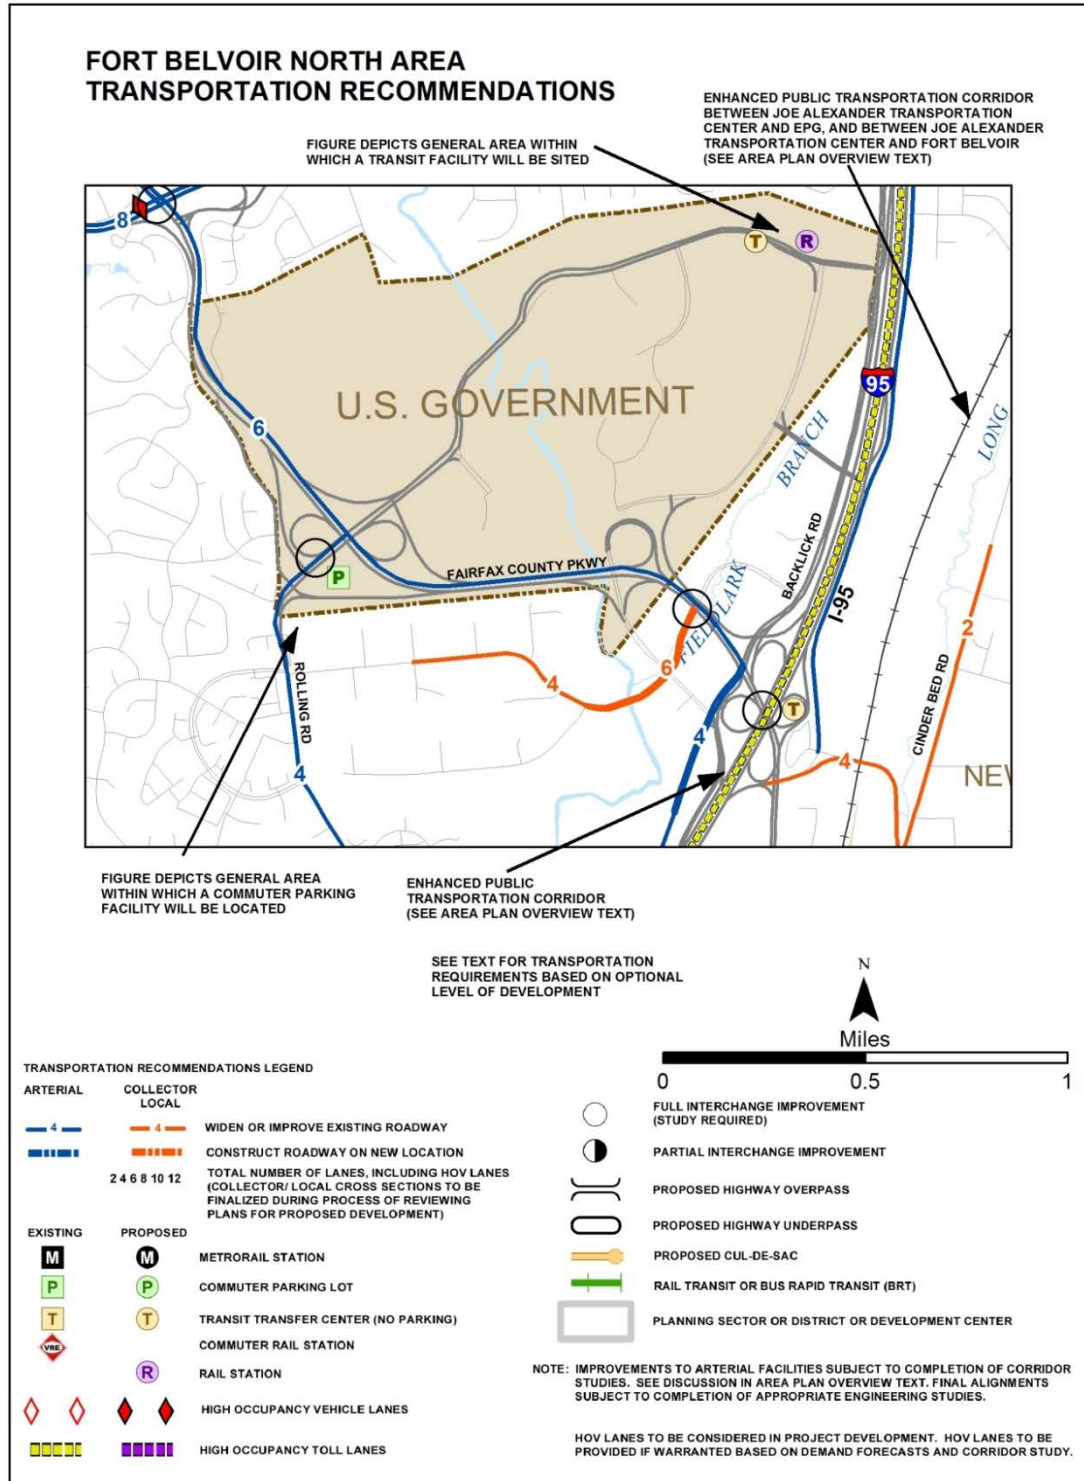 FORT BELVOIR NORTH AREA
TRANSPORTATION RECOMMENDATIONS
FIGURE DEPICTS GENERAL AREA WITHIN
WHICH A TRANSIT FACILITY WILL BE SITED
ENHANCED PUBLIC TRANSPORTATION CORRIDOR
BETWEEN JOE ALEXANDER TRANSPORTATION
CENTER AND EPG, AND BETWEEN JOE ALEXANDER
TRANSPORTATION CENTER AND FORT BELVOIR
(SEE AREA PLAN OVERVIEW TEXT)
8
T
R
95
6
U.S. GOVERNMENT
BRANCH
LONG
BACKLICK RD
P
FAIRFAX COUNTY PKWY
I-95
FIELDLARK
2
ROLLING RD
4
6
4
T
CINDER BED RD
4
4
NEW
FIGURE DEPICTS GENERAL AREA
WITHIN WHICH A COMMUTER PARKING
FACILITY WILL BE LOCATED
ENHANCED PUBLIC
TRANSPORTATION CORRIDOR
(SEE AREA PLAN OVERVIEW TEXT)
SEE TEXT FOR TRANSPORTATION
REQUIREMENTS BASED ON OPTIONAL
LEVEL OF DEVELOPMENT
N
Miles
0 0.5 1
TRANSPORTATION RECOMMENDATIONS LEGEND
ARTERIAL COLLECTOR
LOCAL
4 4 WIDEN OR IMPROVE EXISTING ROADWAY
CONSTRUCT ROADWAY ON NEW LOCATION
2 4 6 8 10 12 TOTAL NUMBER OF LANES, INCLUDING HOV LANES
(COLLECTOR/ LOCAL CROSS SECTIONS TO BE
FINALIZED DURING PROCESS OF REVIEWING
PLANS FOR PROPOSED DEVELOPMENT)
EXISTING PROPOSED
M M METRORAIL STATION
P P COMMUTER PARKING LOT
T T TRANSIT TRANSFER CENTER (NO PARKING)
VRE COMMUTER RAIL STATION
R RAIL STATION
HIGH OCCUPANCY VEHICLE LANES
HIGH OCCUPANCY TOLL LANES
FULL INTERCHANGE IMPROVEMENT
(STUDY REQUIRED)
PARTIAL INTERCHANGE IMPROVEMENT
PROPOSED HIGHWAY OVERPASS
PROPOSED HIGHWAY UNDERPASS
PROPOSED CUL-DE-SAC
RAIL TRANSIT OR BUS RAPID TRANSIT (BRT)
PLANNING SECTOR OR DISTRICT OR DEVELOPMENT CENTER
NOTE: IMPROVEMENTS TO ARTERIAL FACILITIES SUBJECT TO COMPLETION OF CORRIDOR
STUDIES. SEE DISCUSSION IN AREA PLAN OVERVIEW TEXT. FINAL ALIGNMENTS
SUBJECT TO COMPLETION OF APPROPRIATE ENGINEERING STUDIES.
HOV LANES TO BE CONSIDERED IN PROJECT DEVELOPMENT. HOV LANES TO BE
PROVIDED IF WARRANTED BASED ON DEMAND FORECASTS AND CORRIDOR STUDY.